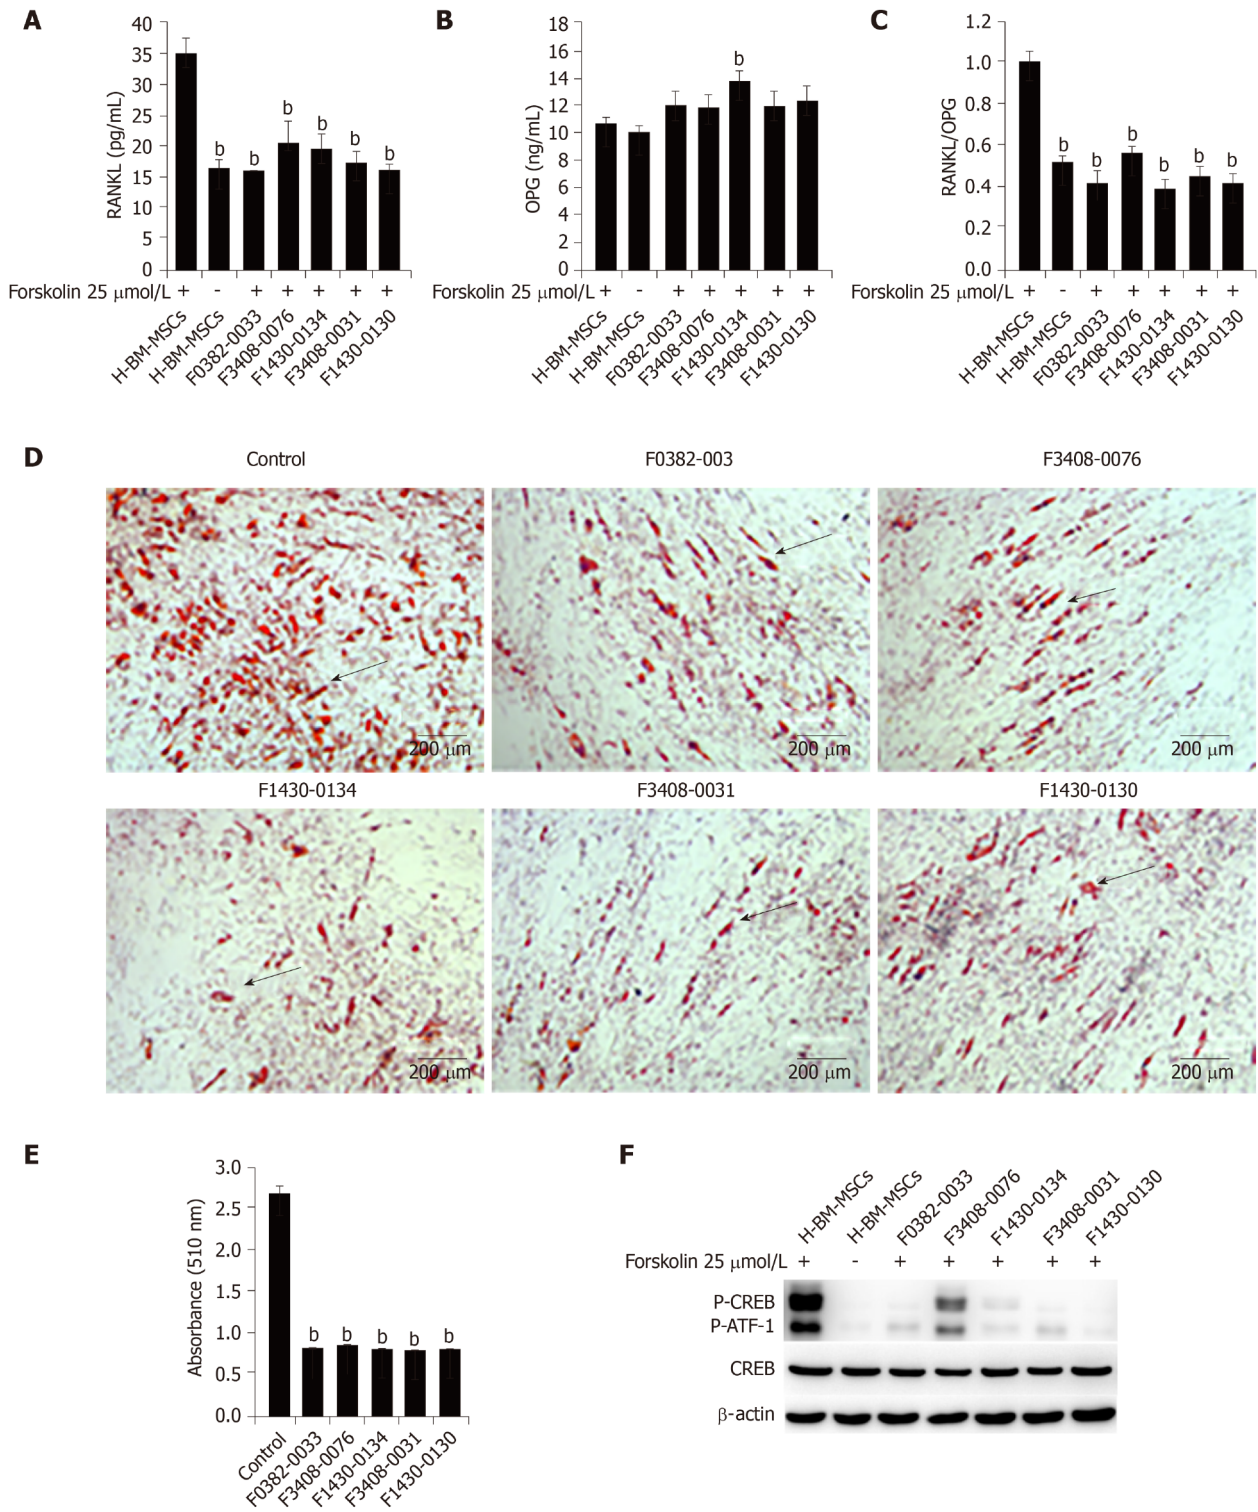 A
40
35
30
25
20
15
10
5
0
RANKL (pg/mL)
b b b b b b
Forskolin 25 μmol/L + - + + + + +
H-BM-MSCs
H-BM-MSCs
F0382-0033
F3408-0076
F1430-0134
F3408-0031
F1430-0130
B
18
16
14
12
10
8
6
4
2
0
OPG (ng/mL)
b
Forskolin 25 μmol/L + - + + + + +
H-BM-MSCs
H-BM-MSCs
F0382-0033
F3408-0076
F1430-0134
F3408-0031
F1430-0130
C
1.2
1.0
0.8
0.6
0.4
0.2
0.0
RANKL/OPG
b b b b b b
Forskolin 25 μmol/L + - + + + + +
H-BM-MSCs
H-BM-MSCs
F0382-0033
F3408-0076
F1430-0134
F3408-0031
F1430-0130
D
Control F0382-003 F3408-0076
200 μm 200 μm 200 μm
F1430-0134 F3408-0031 F1430-0130
200 μm 200 μm 200 μm
E
3.0
2.5
2.0
1.5
1.0
0.5
0.0
Absorbance (510 nm)
b b b b b
Control
F0382-0033
F3408-0076
F1430-0134
F3408-0031
F1430-0130
F
H-BM-MSCs
H-BM-MSCs
F0382-0033
F3408-0076
F1430-0134
F3408-0031
F1430-0130
Forskolin 25 μmol/L + - + + + + +
P-CREB
P-ATF-1
CREB
β-actin